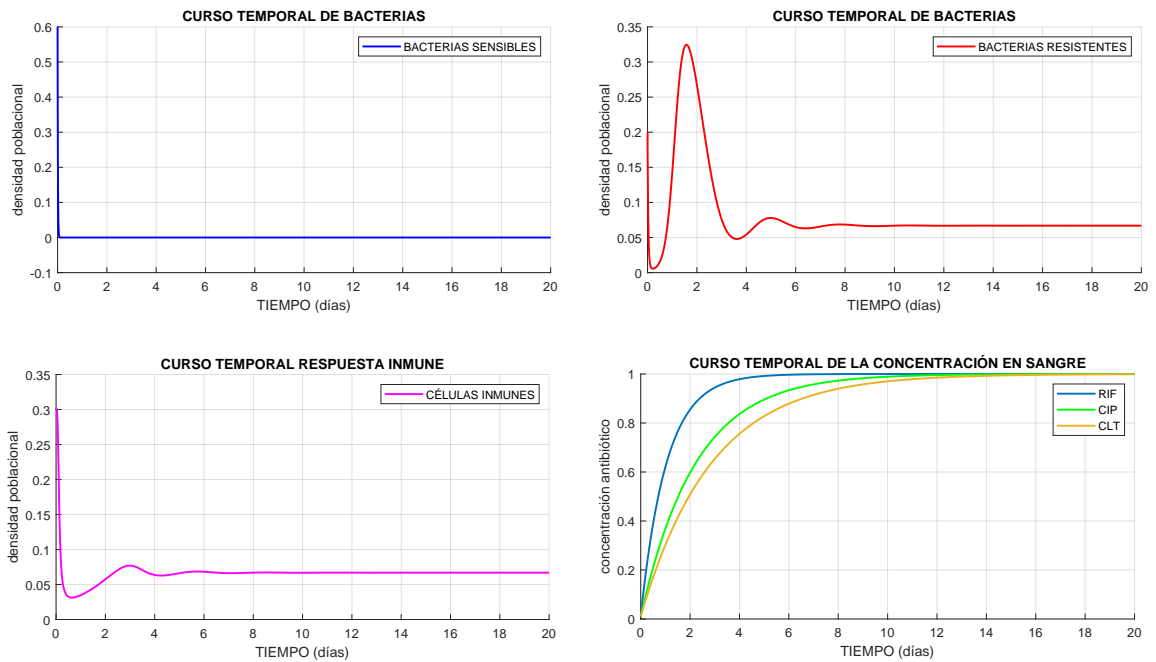 CURSO TEMPORAL DE BACTERIAS
densidad poblacional
0.6
0.5
0.4
0.3
0.2
0.1
0
-0.1
BACTERIAS SENSIBLES
0 2 4 6 8 10 12 14 16 18 20
TIEMPO (días)
CURSO TEMPORAL DE BACTERIAS
densidad poblacional
0.35
0.3
0.25
0.2
0.15
0.1
0.05
0
BACTERIAS RESISTENTES
0 2 4 6 8 10 12 14 16 18 20
TIEMPO (días)
CURSO TEMPORAL RESPUESTA INMUNE
densidad poblacional
0.35
0.3
0.25
0.2
0.15
0.1
0.05
0
CÉLULAS INMUNES
0 2 4 6 8 10 12 14 16 18 20
TIEMPO (días)
CURSO TEMPORAL DE LA CONCENTRACIÓN EN SANGRE
concentración antibiótico
1
0.8
0.6
0.4
0.2
0
RIF
CIP
CLT
0 2 4 6 8 10 12 14 16 18 20
TIEMPO (días)